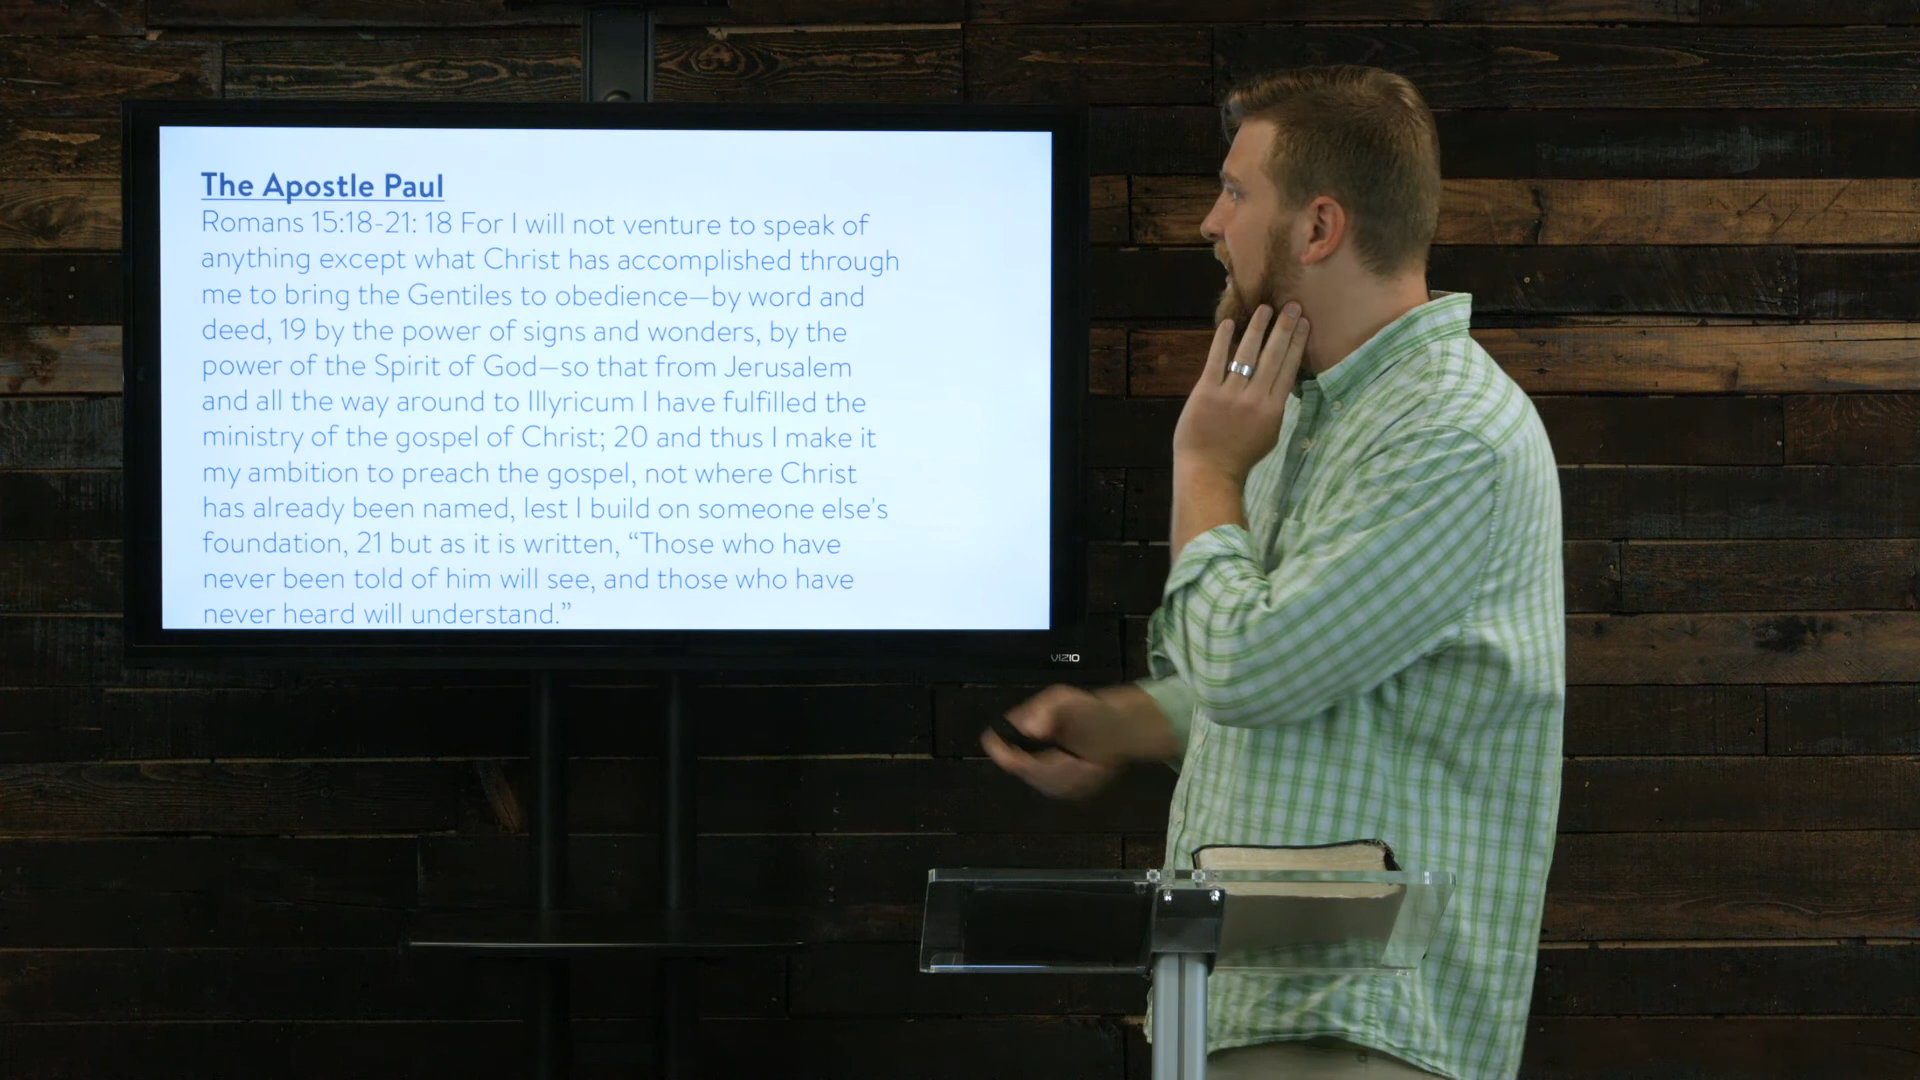 The Apostle Paul
Romans 15:18-21: 18 For I will not venture to speak of
anything except what Christ has accomplished through
me to bring the Gentiles to obedience—by word and
deed, 19 by the power of signs and wonders, by the
power of the Spirit of God—so that from Jerusalem
and all the way around to Illyricum I have fulfilled the
ministry of the gospel of Christ; 20 and thus I make it
my ambition to preach the gospel, not where Christ
has already been named, lest I build on someone else's
foundation, 21 but as it is written, “Those who have
never been told of him will see, and those who have
never heard will understand.”
VIZIO